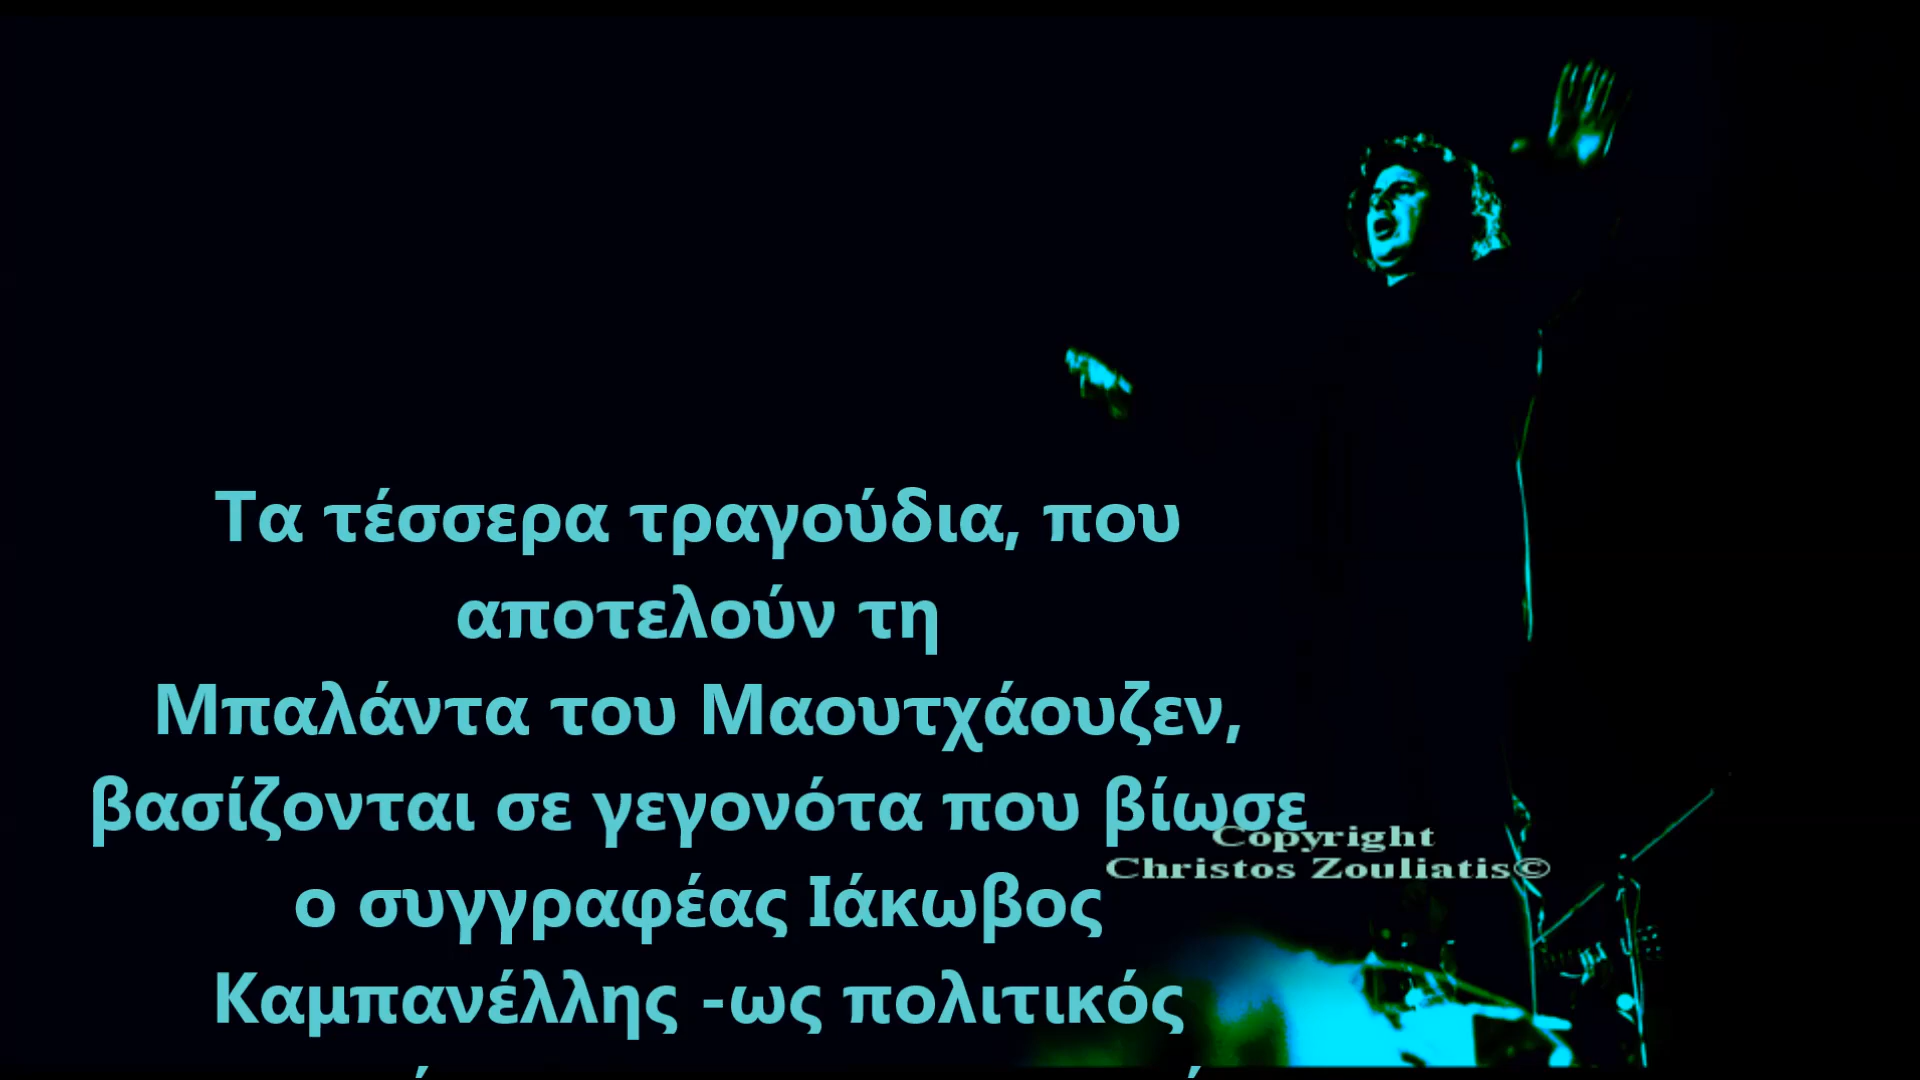 Τα τέσσερα τραγούδια, που
αποτελούν τη
Μπαλάντα του Μαουτχάουζεν,
βασίζονται σε γεγονότα που βίωσε
ο συγγραφέας Ιάκωβος
Καμπανέλλης -ως πολιτικός
Copyright
Christos Zouliatis©